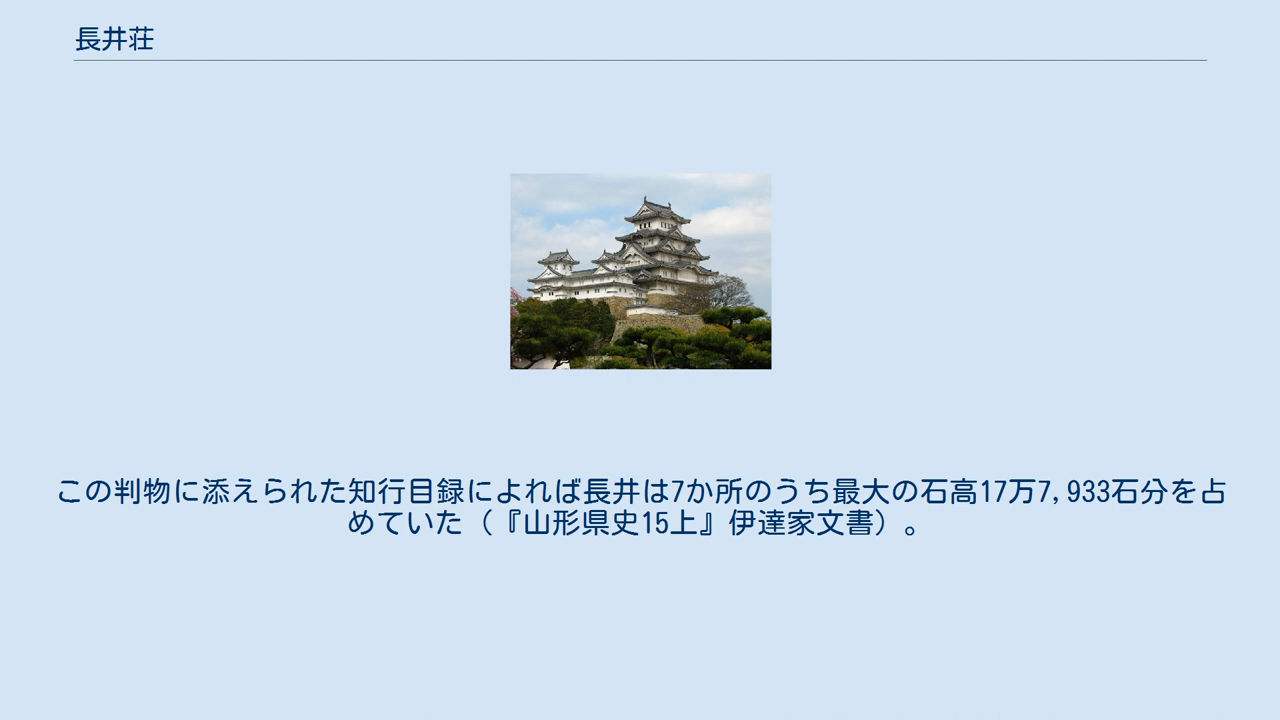 長井荘
この判物に添えられた知行目録によれば長井は7か所のうち最大の石高17万7,933石分を占
めていた（『山形県史15上』伊達家文書）。